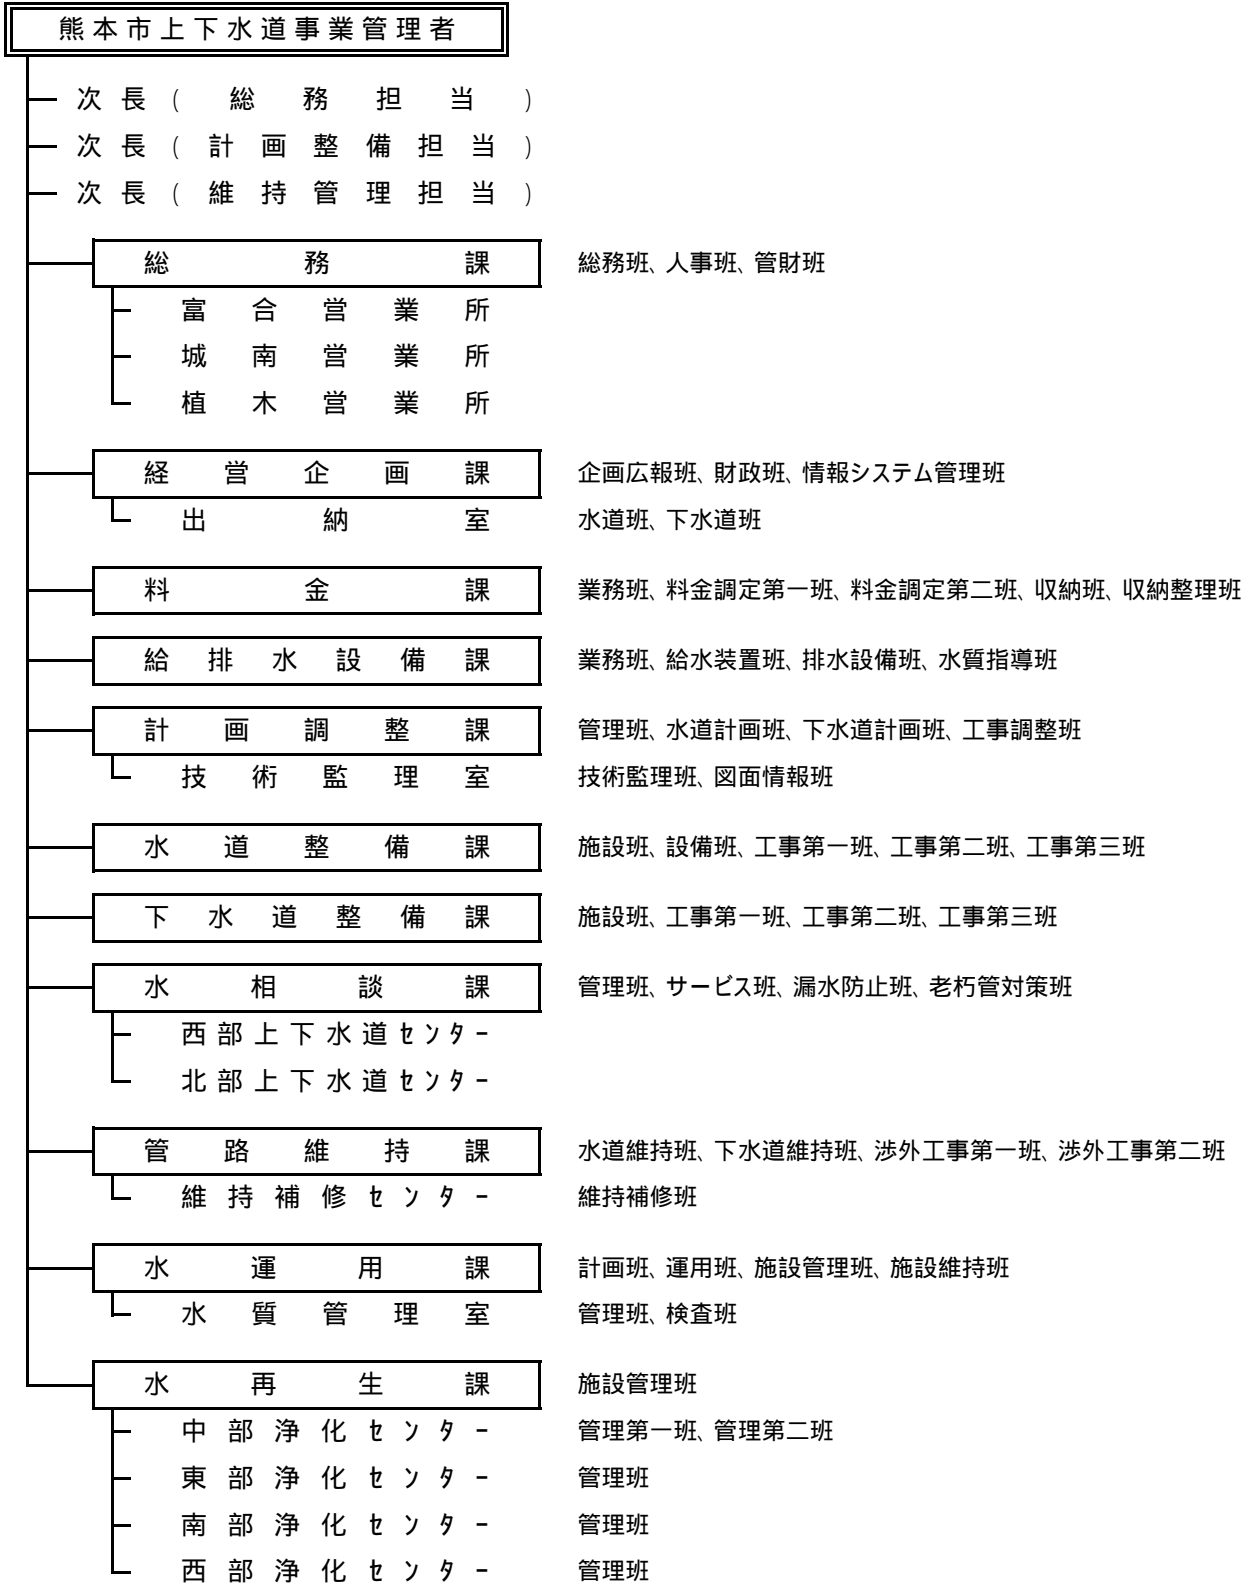 熊本市上下水道事業管理者
次長(総務担当)
次長(計画整備担当)
次長(維持管理担当)
総務課 総務班、人事班、管財班
富合営業所
城南営業所
植木営業所
経営企画課 企画広報班、財政班、情報システム管理班
出納室 水道班、下水道班
料金課 業務班、料金調定第一班、料金調定第二班、収納班、収納整理班
給排水設備課 業務班、給水装置班、排水設備班、水質指導班
計画調整課 管理班、水道計画班、下水道計画班、工事調整班
技術監理室 技術監理班、図面情報班
水道整備課 施設班、設備班、工事第一班、工事第二班、工事第三班
下水道整備課 施設班、工事第一班、工事第二班、工事第三班
水相談課 管理班、サービス班、漏水防止班、老朽管対策班
西部上下水道センター
北部上下水道センター
管路維持課 水道維持班、下水道維持班、渉外工事第一班、渉外工事第二班
維持補修センター 維持補修班
水運用課 計画班、運用班、施設管理班、施設維持班
水質管理室 管理班、検査班
水再生課 施設管理班
中部浄化センター 管理第一班、管理第二班
東部浄化センター 管理班
南部浄化センター 管理班
西部浄化センター 管理班